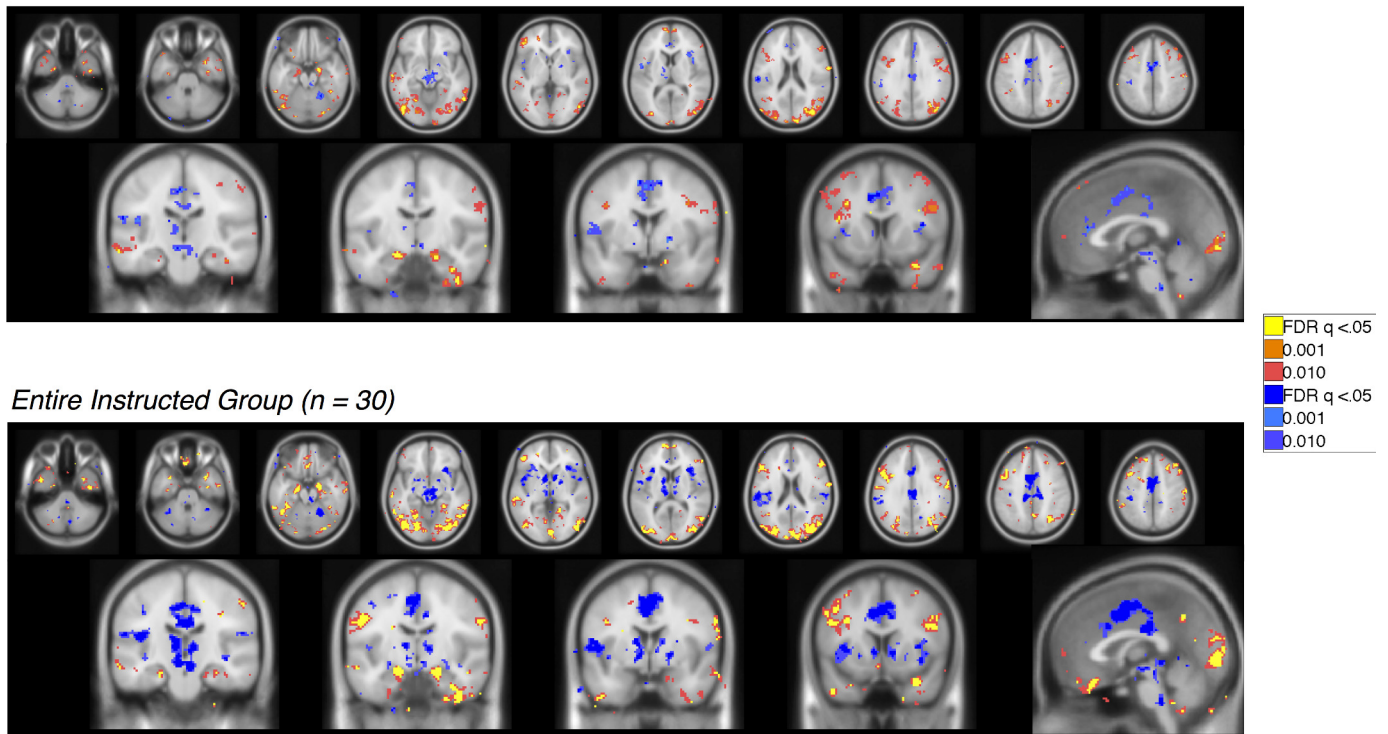 FDR q <.05
0.001
0.010
FDR q <.05
0.001
0.010
Entire Instructed Group (n = 30)